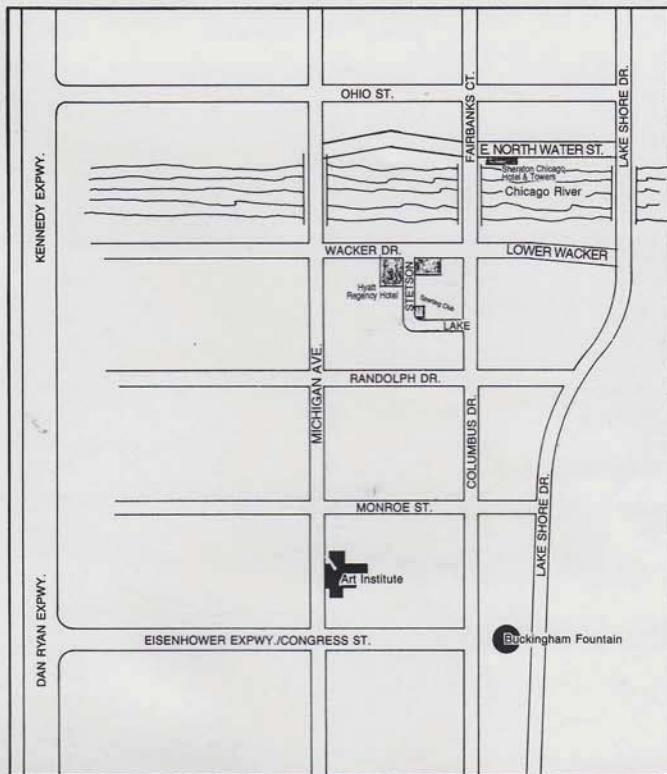 OHIO ST.
FAIRBANKS CT.
LAKE SHORE DR.
E. NORTH WATER ST.
Sheraton Chicago
Hotel & Towers
Chicago River
KENNEDY EXPWY.
WACKER DR.
LOWER WACKER
Hyatt
Regency Hotel
STETSON
Sporting Club
LAKE
MICHIGAN AVE.
RANDOLPH DR.
COLUMBUS DR.
MONROE ST.
LAKE SHORE DR.
Art Institute
DAN RYAN EXPWY.
EISENHOWER EXPWY./CONGRESS ST.
Buckingham Fountain